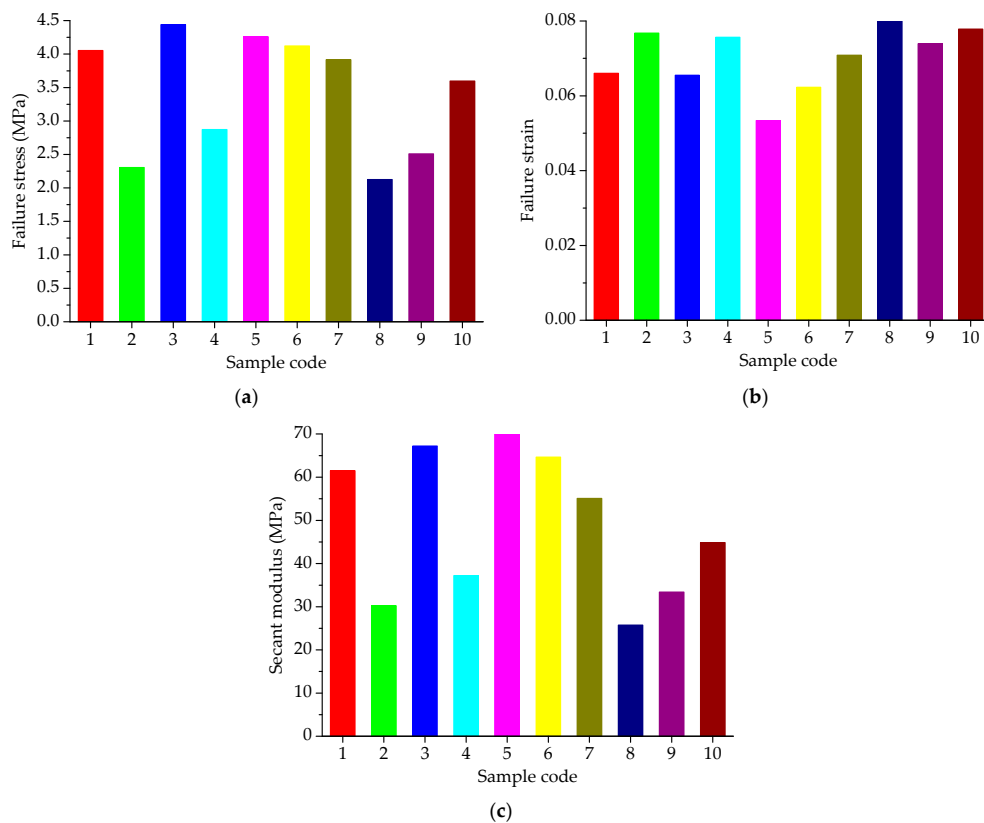 4.5
4.0
3.5
3.0
2.5
2.0
1.5
1.0
0.5
0.0
Failure stress (MPa)
1 2 3 4 5 6 7 8 9 10
Sample code
(a)
0.08
0.06
0.04
0.02
0.00
Failure strain
1 2 3 4 5 6 7 8 9 10
Sample code
(b)
70
60
50
40
30
20
10
0
Secant modulus (MPa)
1 2 3 4 5 6 7 8 9 10
Sample code
(c)